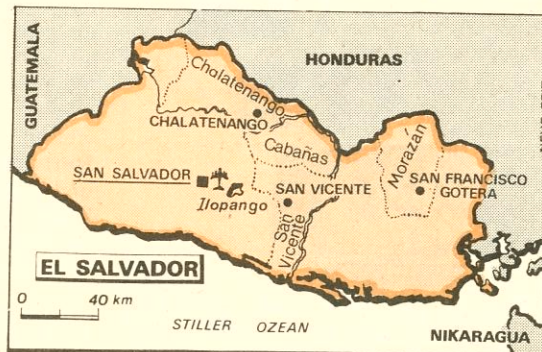 GUATEMALA
HONDURAS
Chalatenango
CHALATENANGO
Cabañas
Morazán
SAN SALVADOR
Ilopango
SAN VICENTE
SAN FRANCISCO
GOTERA
San
Vicente
EL SALVADOR
0 40 km
STILLER OZEAN
NIKARAGUA